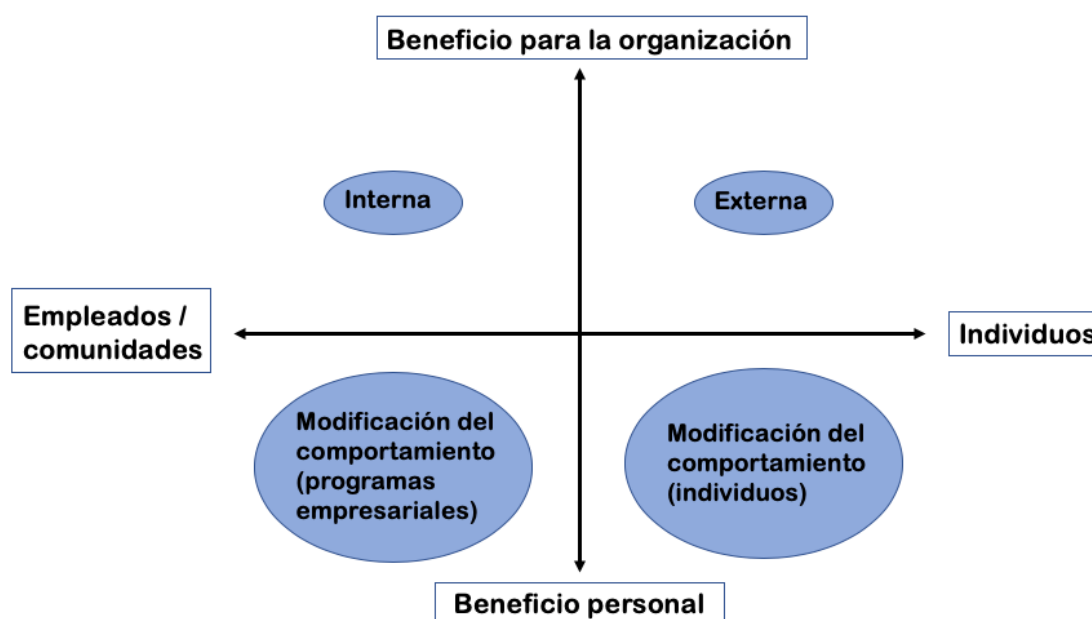 Beneficio para la organización
Interna
Externa
Empleados /
comunidades
Individuos
Modificación del
comportamiento
(programas
empresariales)
Modificación del
comportamiento
(individuos)
Beneficio personal